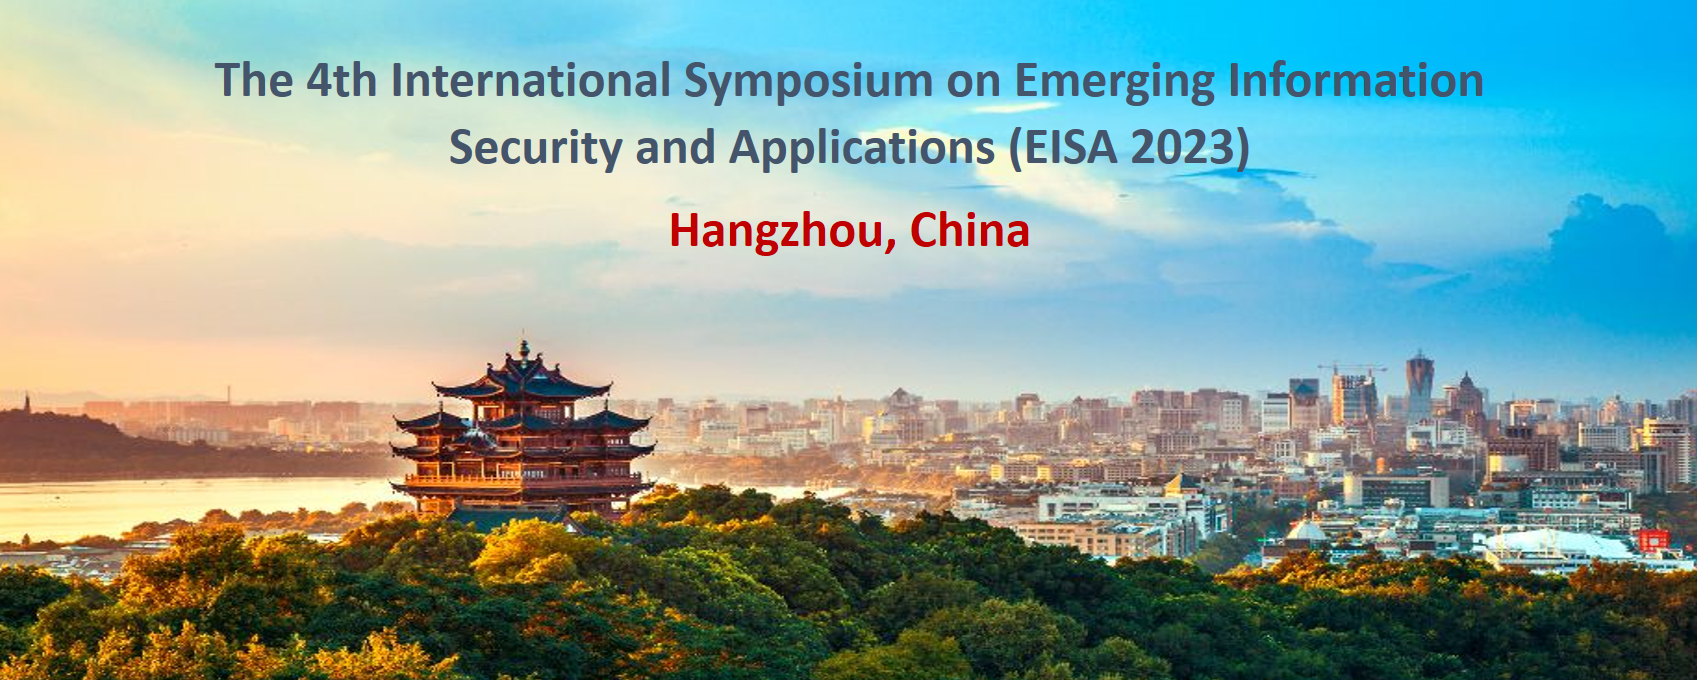 The 4th International Symposium on Emerging Information
Security and Applications (EISA 2023)
Hangzhou, China